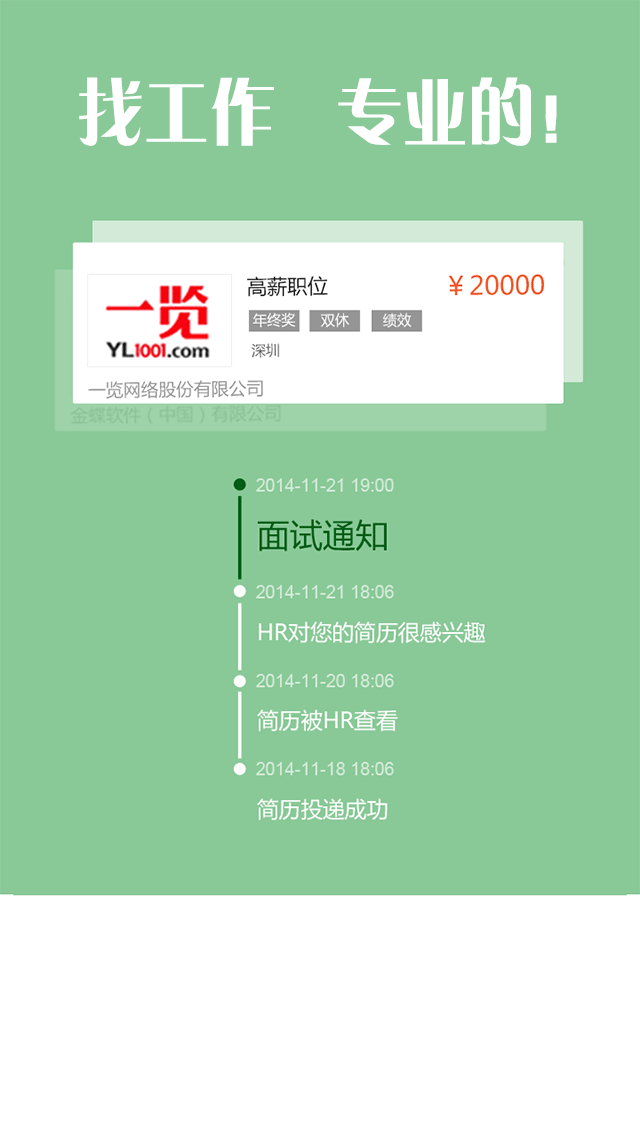 找工作 专业的!
一览
YL1001.com
高薪职位
¥20000
年终奖 双休 绩效
深圳
一览网络股份有限公司
金蝶软件(中国)有限公司
2014-11-21 19:00
面试通知
2014-11-21 18:06
HR对您的简历很感兴趣
2014-11-20 18:06
简历被HR查看
2014-11-18 18:06
简历投递成功